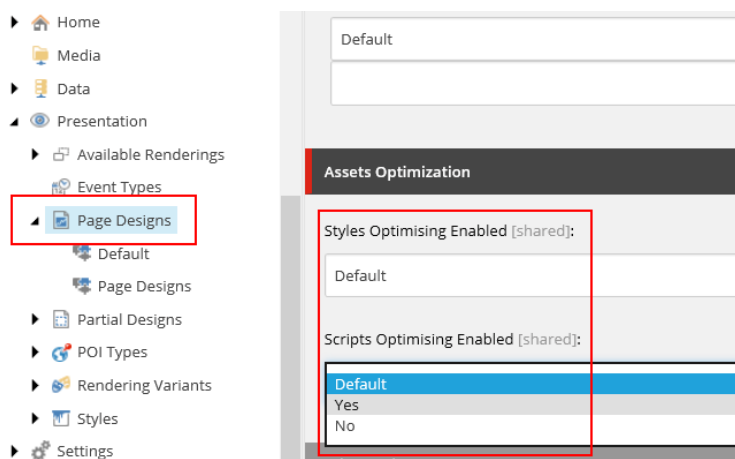 Home
Media
Data
Presentation
Available Renderings
Event Types
Page Designs
Default
Page Designs
Partial Designs
POI Types
Rendering Variants
Styles
Settings
Default
Assets Optimization
Styles Optimising Enabled [shared]:
Default
Scripts Optimising Enabled [shared]:
Default
Yes
No